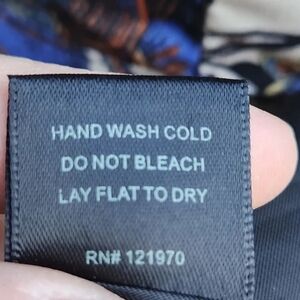 HAND WASH COLD
DO NOT BLEACH
LAY FLAT TO DRY
RN# 121970